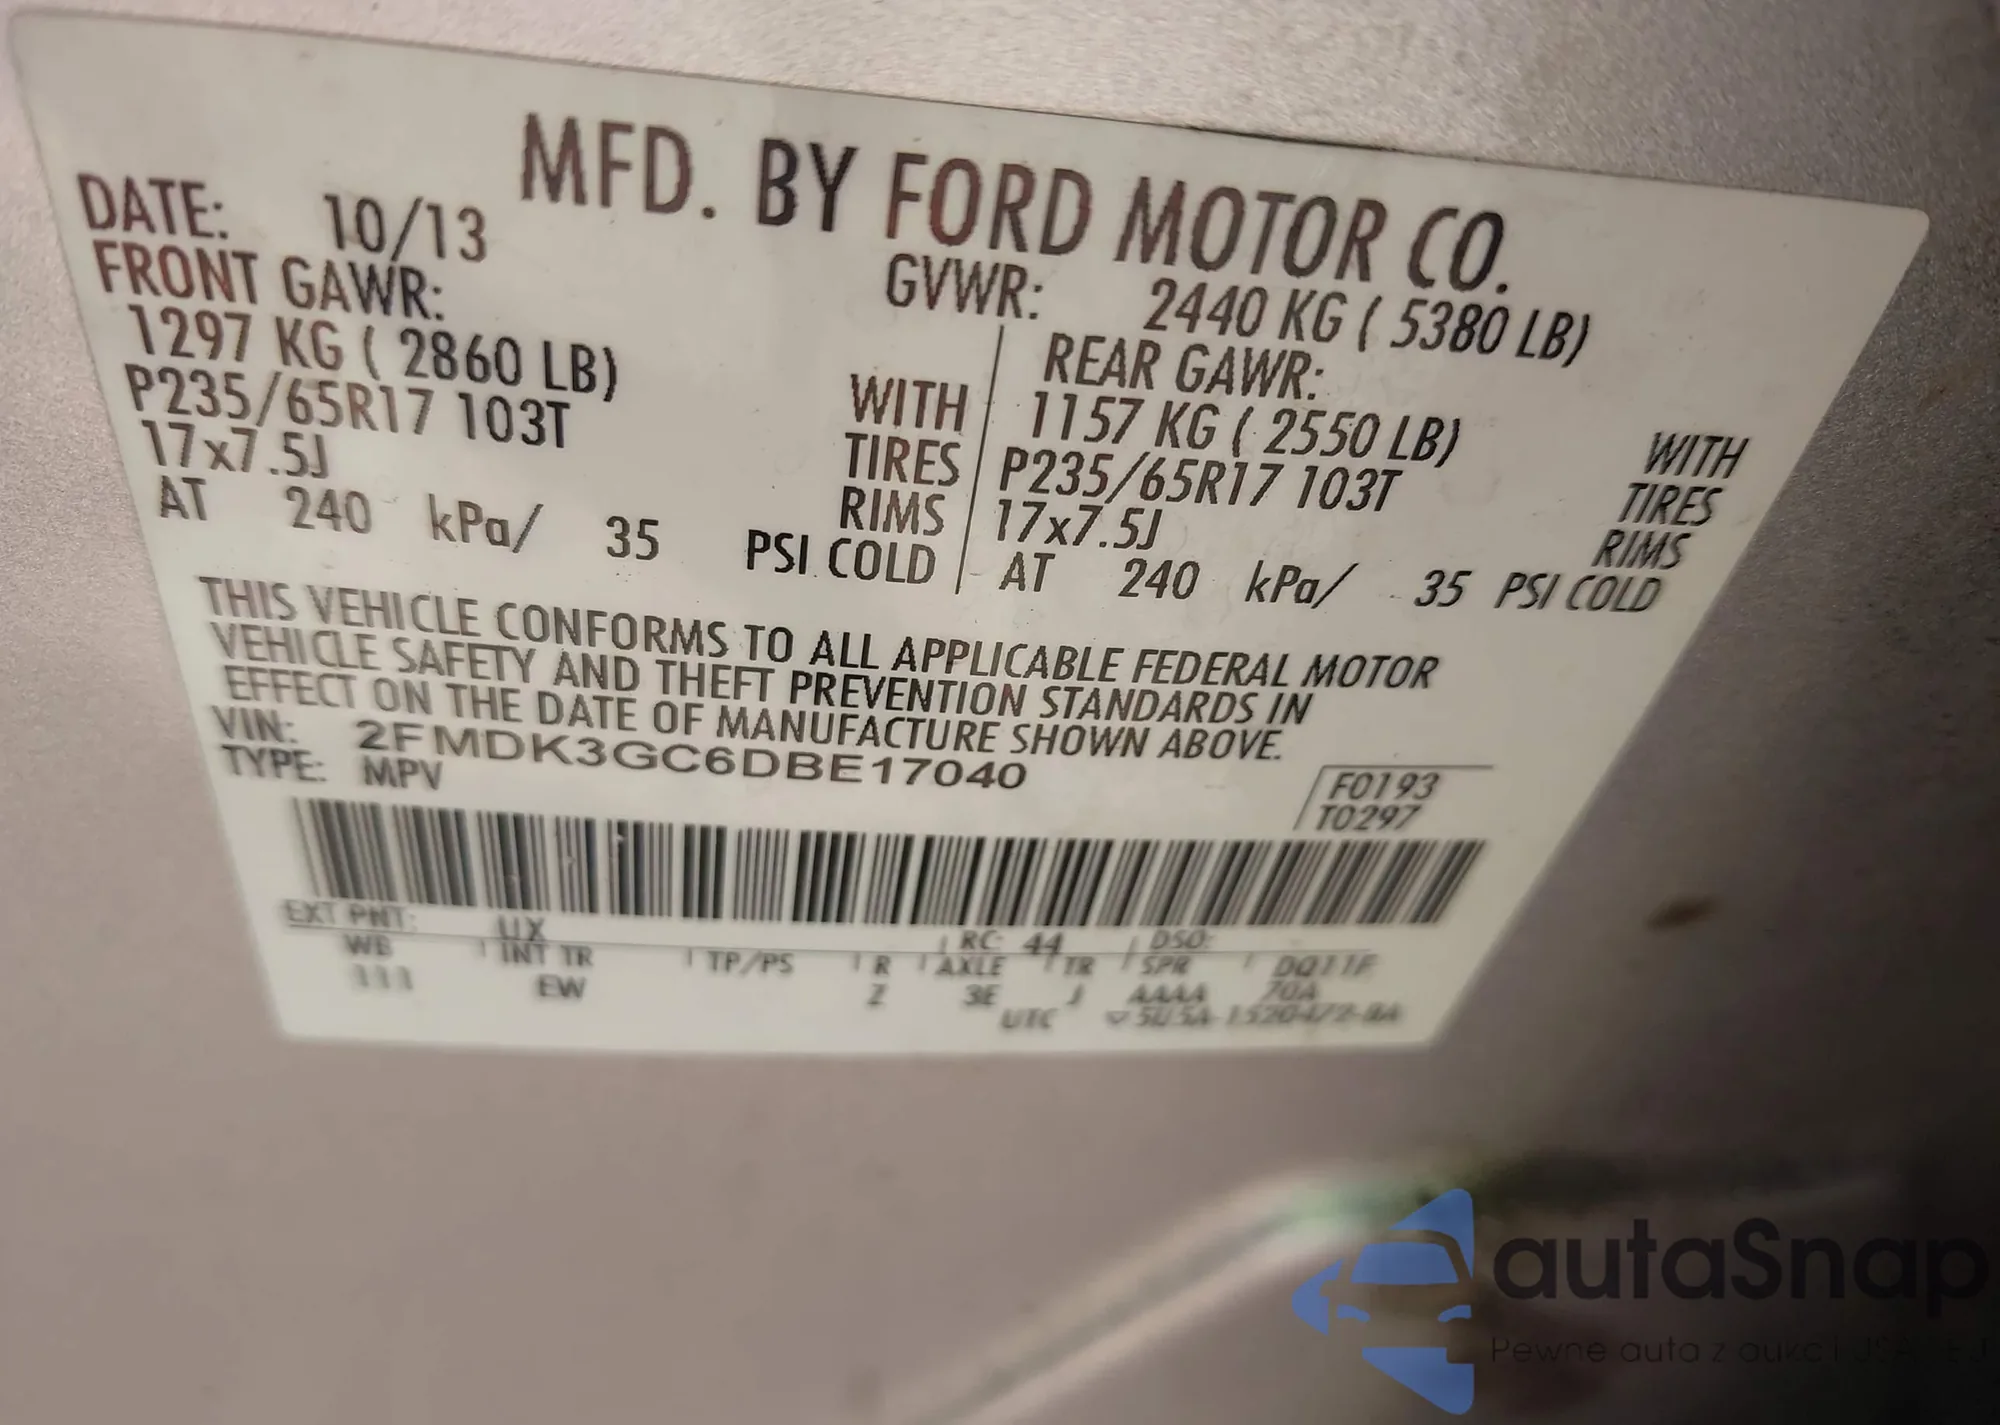 MFD. BY FORD MOTOR CO.
DATE: 10/13 GVWR: 2440 KG ( 5380 LB)
FRONT GAWR: REAR GAWR:
1297 KG ( 2860 LB) WITH 1157 KG ( 2550 LB) WITH
P235/65R17 103T TIRES P235/65R17 103T TIRES
17x7.5J RIMS 17x7.5J RIMS
AT 240 kPa/ 35 PSI COLD AT 240 kPa/ 35 PSI COLD
THIS VEHICLE CONFORMS TO ALL APPLICABLE FEDERAL MOTOR
VEHICLE SAFETY AND THEFT PREVENTION STANDARDS IN
EFFECT ON THE DATE OF MANUFACTURE SHOWN ABOVE.
VIN: 2FMDK3GC6DBE17040
TYPE: MPV
F0193
T0297
EXT PNT: UX RC: 44 DSO:
WB INT TR TP/PS R AXLE TR SPR DQ11F
111 EW Z 3E J AAAA 70A
UTC
autaSnap
Pewne auta z aukcji USA